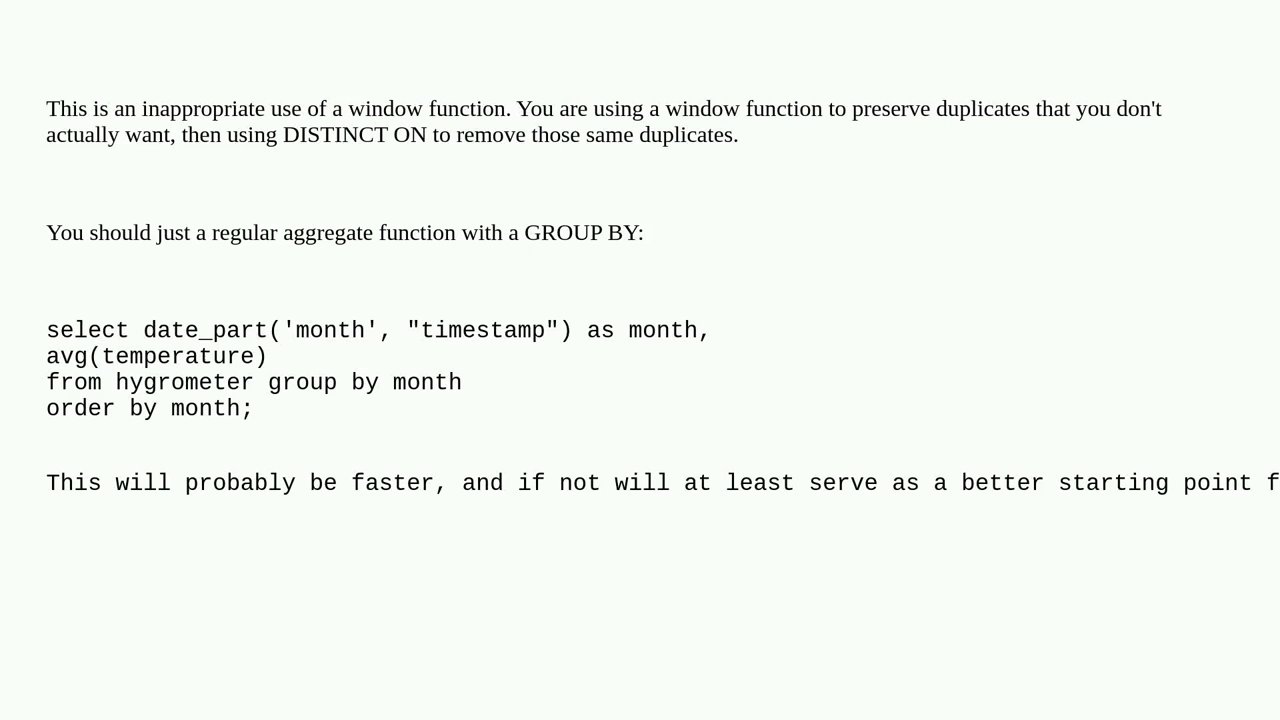 This is an inappropriate use of a window function. You are using a window function to preserve duplicates that you don't
actually want, then using DISTINCT ON to remove those same duplicates.
You should just a regular aggregate function with a GROUP BY:
select date_part('month', "timestamp") as month,
avg(temperature)
from hygrometer group by month
order by month;
This will probably be faster, and if not will at least serve as a better starting point